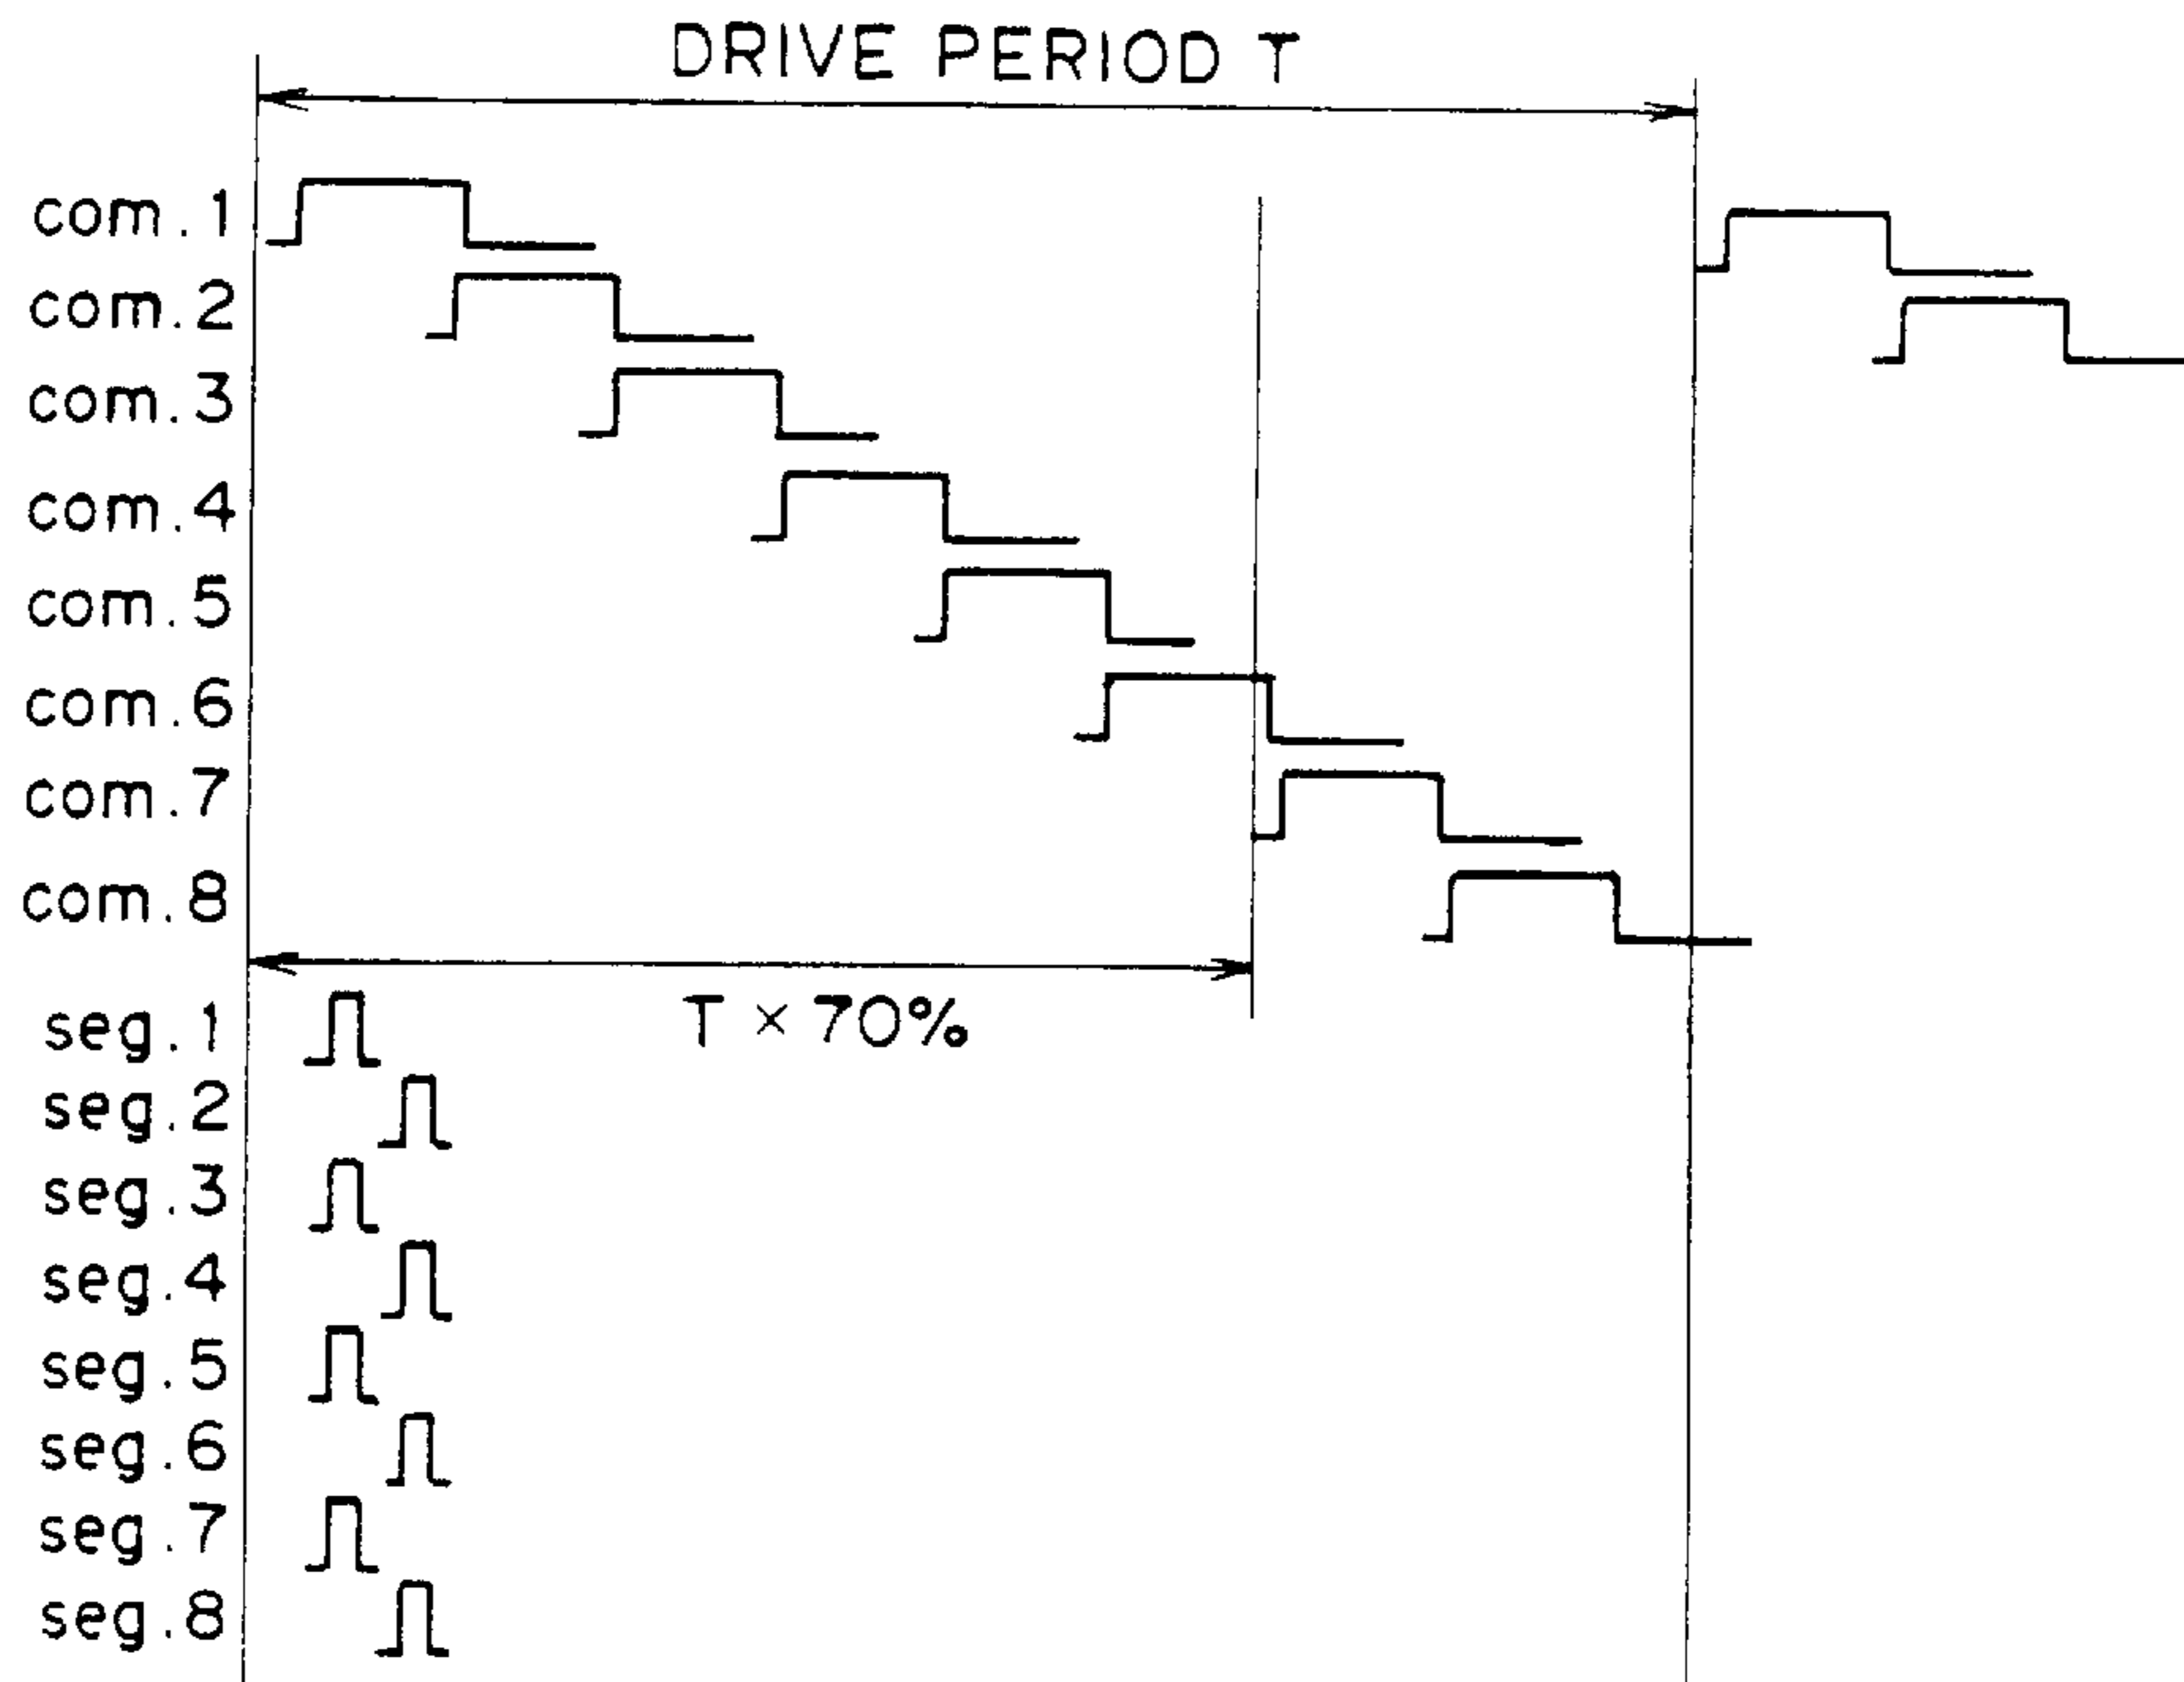 DRIVE PERIOD T
com.1
com.2
com.3
com.4
com.5
com.6
com.7
com.8
T × 70%
seg.1
seg.2
seg.3
seg.4
seg.5
seg.6
seg.7
seg.8